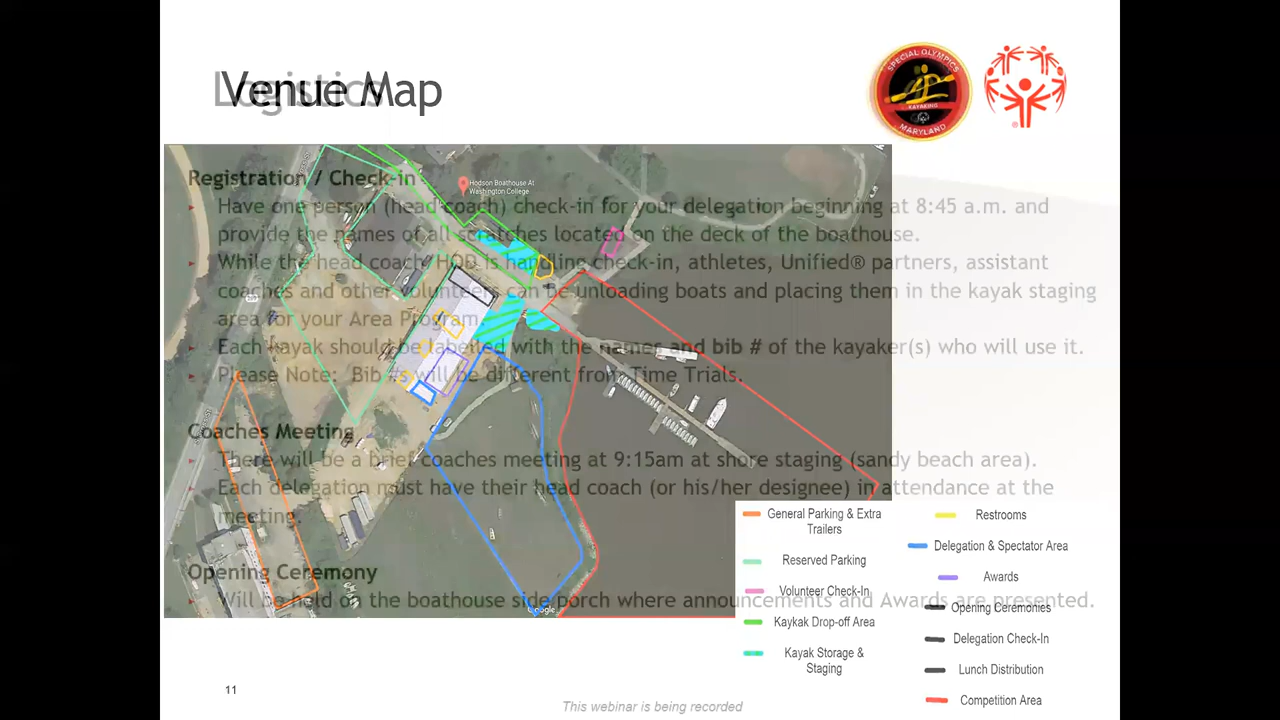 Logistics
Venue Map
SPECIAL OLYMPICS
KAYAKING
MARYLAND
Registration / Check-in
Hodson Boathouse At
Washington College
Have one person (head coach) check-in for your delegation beginning at 8:45 a.m. and
provide the names of all scratches located on the deck of the boathouse.
While the head coach/HOD is handling check-in, athletes, Unified® partners, assistant
coaches and other volunteers can be unloading boats and placing them in the kayak staging
area for your Area Program.
Each kayak should be labelled with the names and bib # of the kayaker(s) who will use it.
Please Note: Bib #s will be different from Time Trials.
Coaches Meeting
There will be a brief coaches meeting at 9:15am at shore staging (sandy beach area).
Each delegation must have their head coach (or his/her designee) in attendance at the
meeting.
Opening Ceremony
Will be held on the boathouse side porch where announcements and Awards are presented.
Google
General Parking & Extra
Trailers
Reserved Parking
Volunteer Check-In
Kaykak Drop-off Area
Kayak Storage &
Staging
Restrooms
Delegation & Spectator Area
Awards
Opening Ceremonies
Delegation Check-In
Lunch Distribution
Competition Area
11
This webinar is being recorded